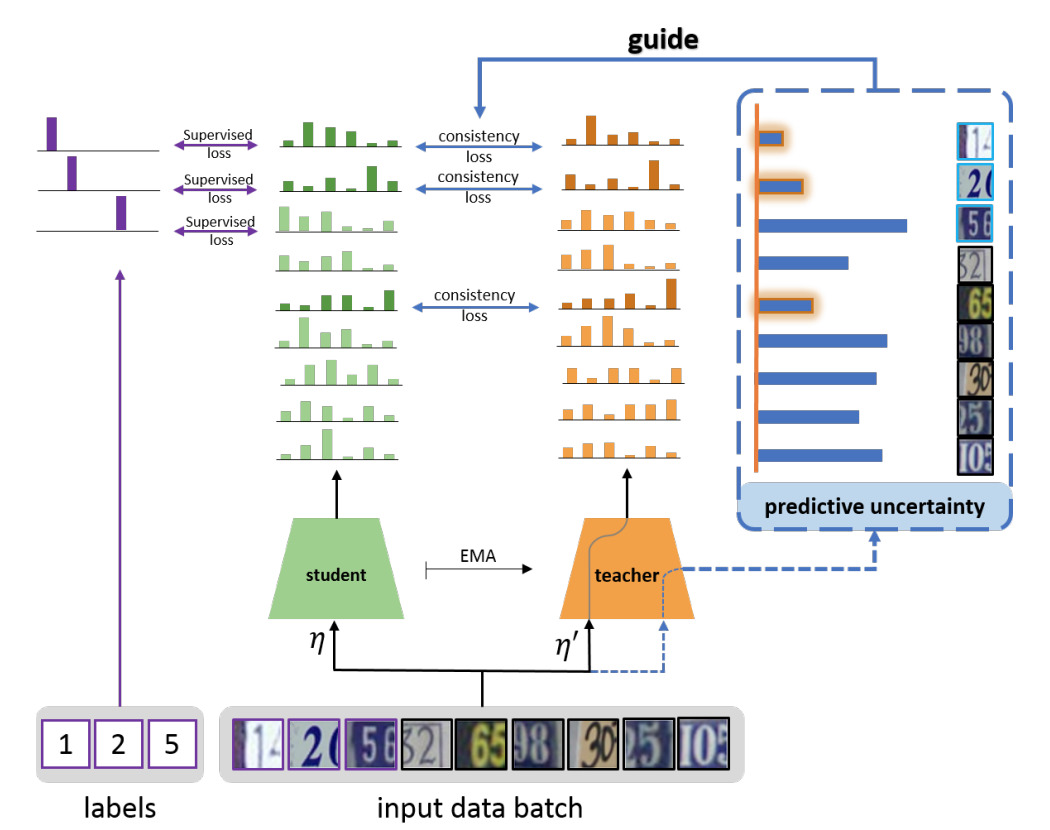 guide
Supervised
loss
consistency
loss
Supervised
loss
consistency
loss
Supervised
loss
consistency
loss
14
20
56
321
65
98
30
25
105
predictive uncertainty
student
EMA
teacher
η
η′
1 2 5
14 20 56 321 65 98 30 25 105
labels
input data batch